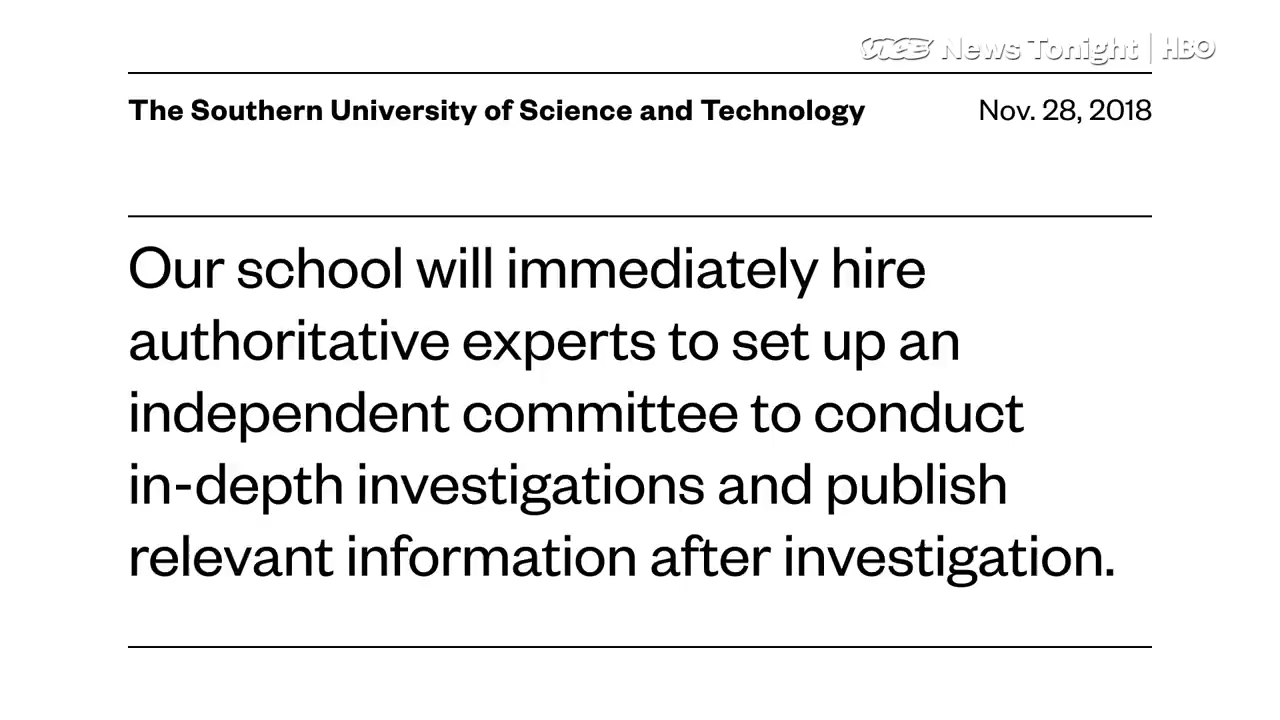 VICE News Tonight | HBO
The Southern University of Science and Technology Nov. 28, 2018
Our school will immediately hire
authoritative experts to set up an
independent committee to conduct
in-depth investigations and publish
relevant information after investigation.